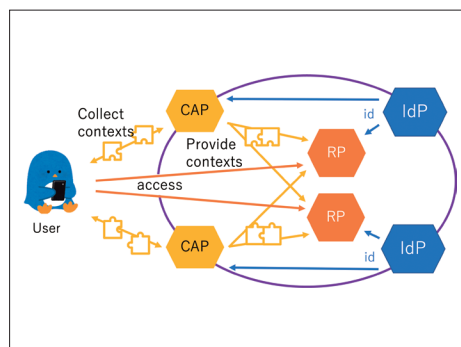 CAP
IdP
Collect
contexts
id
Provide
contexts
RP
access
RP
User
CAP
IdP
id